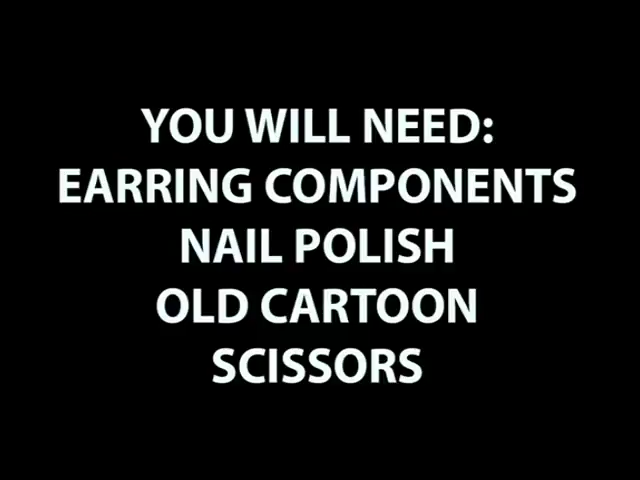 YOU WILL NEED:
EARRING COMPONENTS
NAIL POLISH
OLD CARTOON
SCISSORS